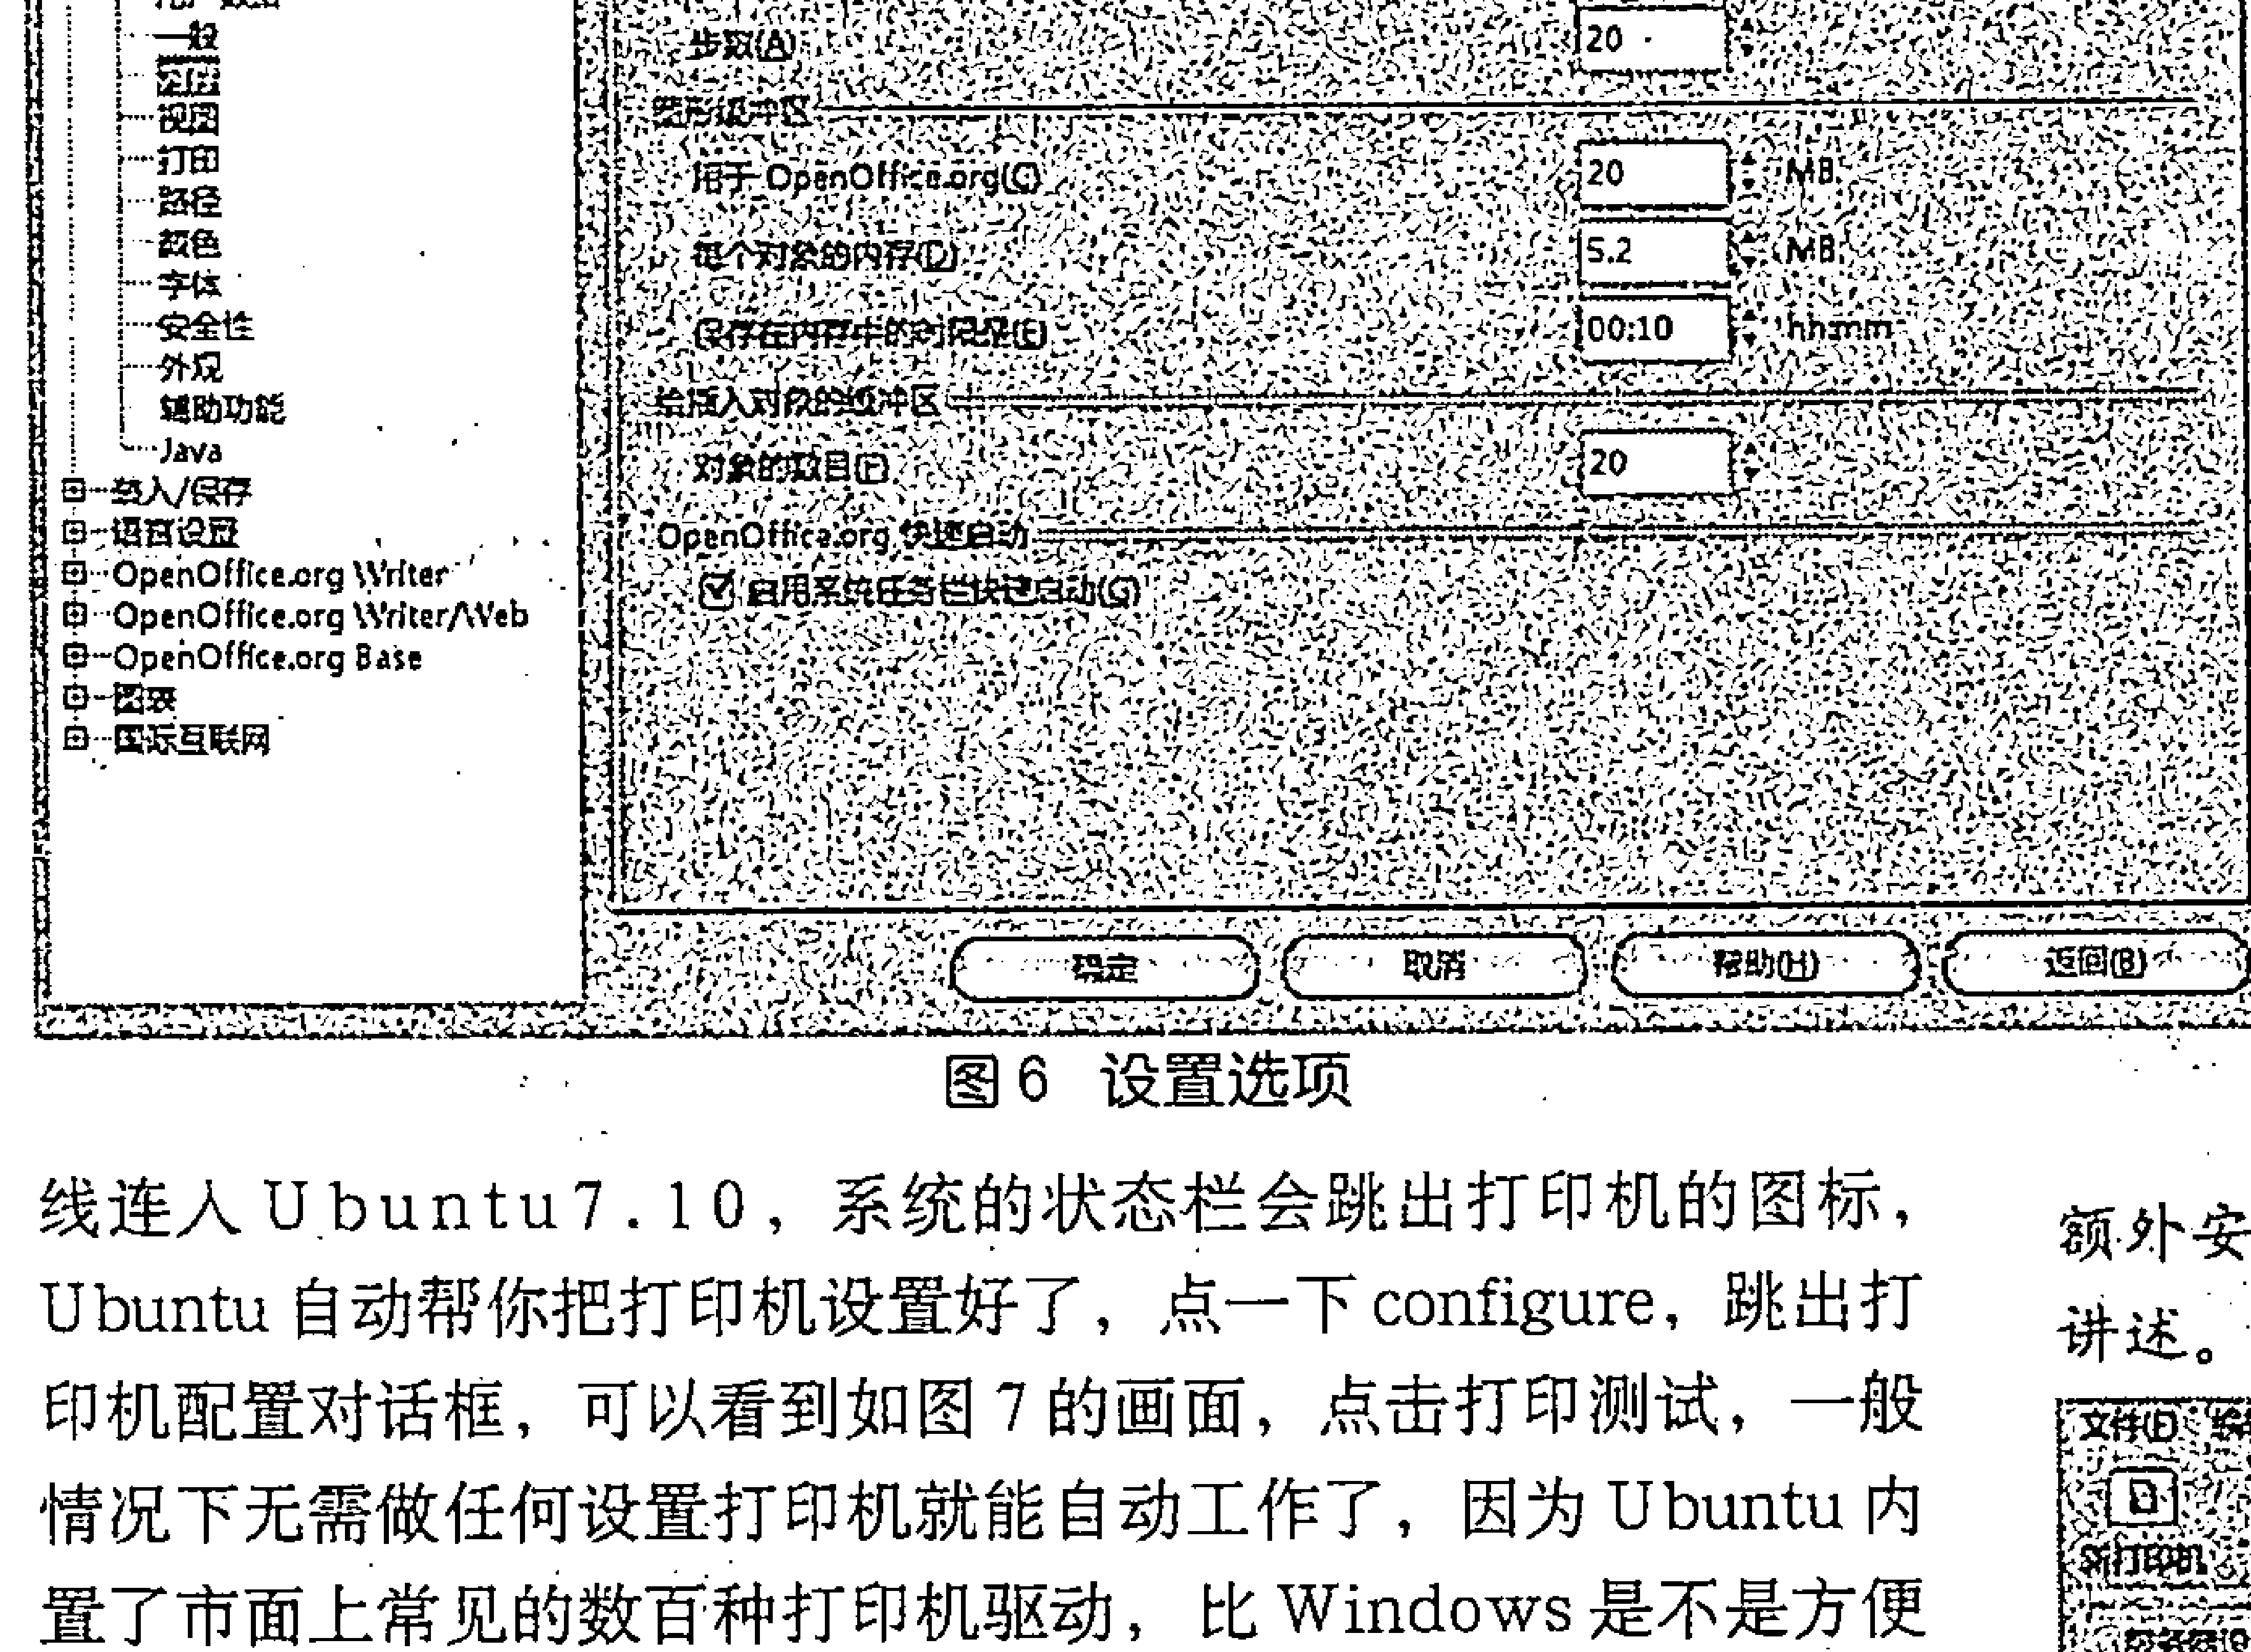 一般
内存
视图
打印
路径
颜色
字体
安全性
外观
辅助功能
Java
装入/保存
语言设置
OpenOffice.org Writer
OpenOffice.org Writer/Web
OpenOffice.org Base
图表
国际互联网
步数(A)
20
图形缓冲区
用于 OpenOffice.org(C)
20
MB
每个对象的内存(D)
5.2
MB
保存在内存中的时间是(E)
00:10
hh:mm
给插入对象的缓冲区
对象的数目(F)
20
OpenOffice.org 快速启动
启用系统任务栏快速启动(G)
确定 取消 帮助(H) 返回(B)
图 6 设置选项
线连人 Ubuntu7.10，系统的状态栏会跳出打印机的图标，
Ubuntu 自动帮你把打印机设置好了，点一下 configure，跳出打
印机配置对话框，可以看到如图 7 的画面，点击打印测试，一般
情况下无需做任何设置打印机就能自动工作了，因为 Ubuntu 内
置了市面上常见的数百种打印机驱动，比 Windows 是不是方便
额外安
讲述。
文件(F) 编
新打印机